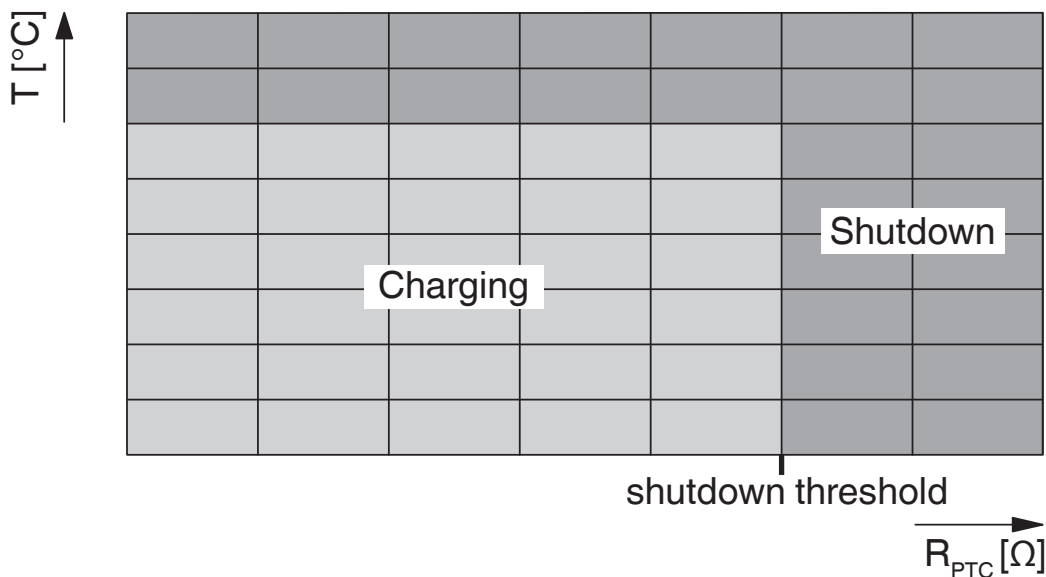 T [°C]
Shutdown
Charging
shutdown threshold
R_PTC [Ω]